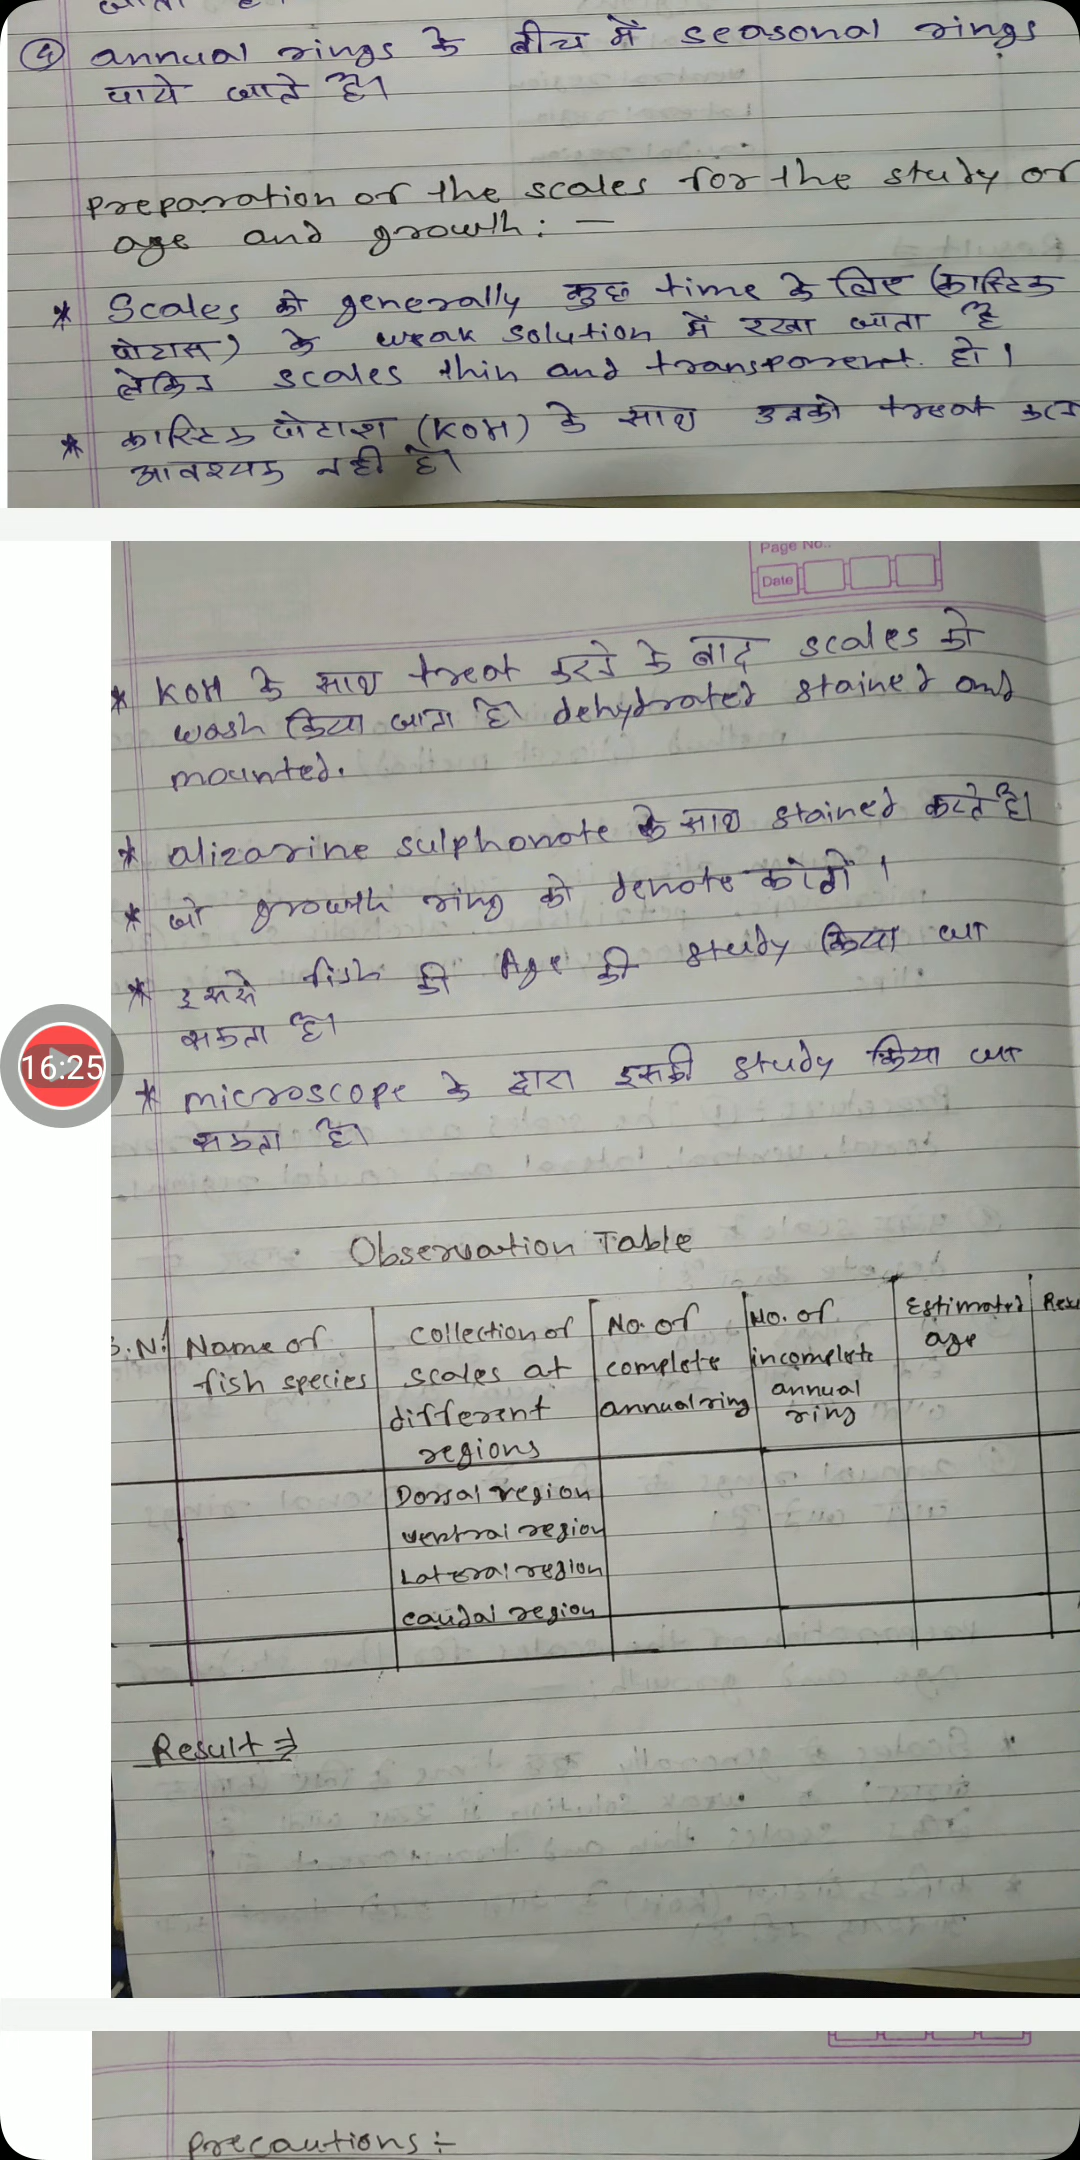 ④ annual rings के बीच में seasonal rings
पाये जाते है।
Preparation of the scales for the study of
age and growth: —
* Scales को generally कुछ time के लिए (कास्टिक
पोटास) के weak solution में रखा जाता है
लेकिन scales thin and transparent. हो।
* कास्टिक पोटाश (KOH) के साथ उनको treat
आवश्यक नही है।
Page No..
Date
* KOH के साथ treat करने के बाद scales को
wash किया जाता है। dehydrated stained and
mounted.
* alizarine sulphonate के साथ stained करते है।
* जो growth ring को denote करेगी।
* इससे fish की Age की study किया जा
सकता है।
16:25
* microscope के द्वारा इसकी study किया जा
सकता है।
Observation Table
S.N. Name of fish species
Collection of scales at different regions
No. of complete annual ring
No. of incomplete annual ring
Estimated age
Dorsal region
ventral region
Lateral region
caudal region
Result ⇒
Precautions :-